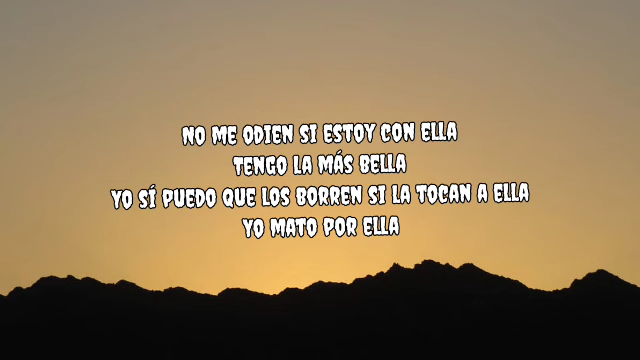 NO ME ODIEN SI ESTOY CON ELLA
TENGO LA MÁS BELLA
YO SÍ PUEDO QUE LOS BORREN SI LA TOCAN A ELLA
YO MATO POR ELLA